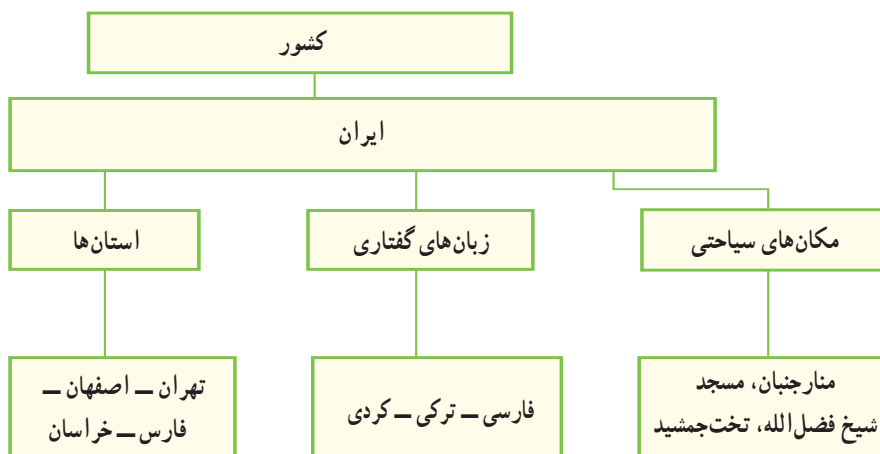 کشور
ایران
مکان‌های سیاحتی
زبان‌های گفتاری
استان‌ها
منارجنبان، مسجد
شیخ فضل‌الله، تخت‌جمشید
فارسی ــ ترکی ــ کردی
تهران ــ اصفهان ــ
فارس ــ خراسان